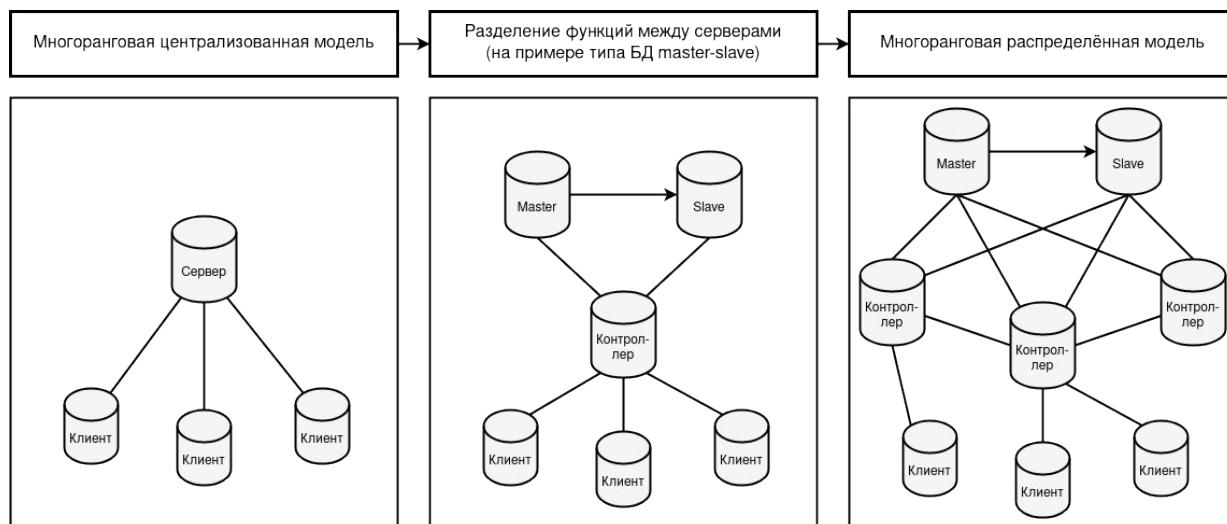 Многоранговая централизованная модель
Разделение функций между серверами
(на примере типа БД master-slave)
Многоранговая распределённая модель
Сервер
Клиент
Клиент
Клиент
Master
Slave
Контрол-
лер
Клиент
Клиент
Клиент
Master
Slave
Контрол-
лер
Контрол-
лер
Контрол-
лер
Клиент
Клиент
Клиент